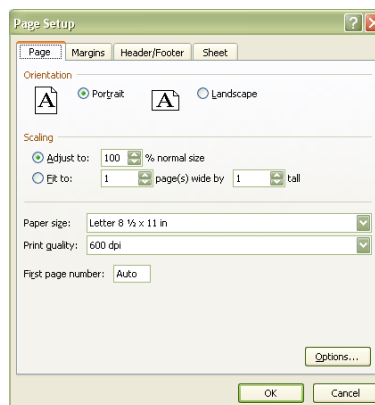 Page Setup
Page Margins Header/Footer Sheet
Orientation
A Portrait A Landscape
Scaling
Adjust to: 100 % normal size
Fit to: 1 page(s) wide by 1 tall
Paper size: Letter 8 ½ x 11 in
Print quality: 600 dpi
First page number: Auto
Options...
OK Cancel